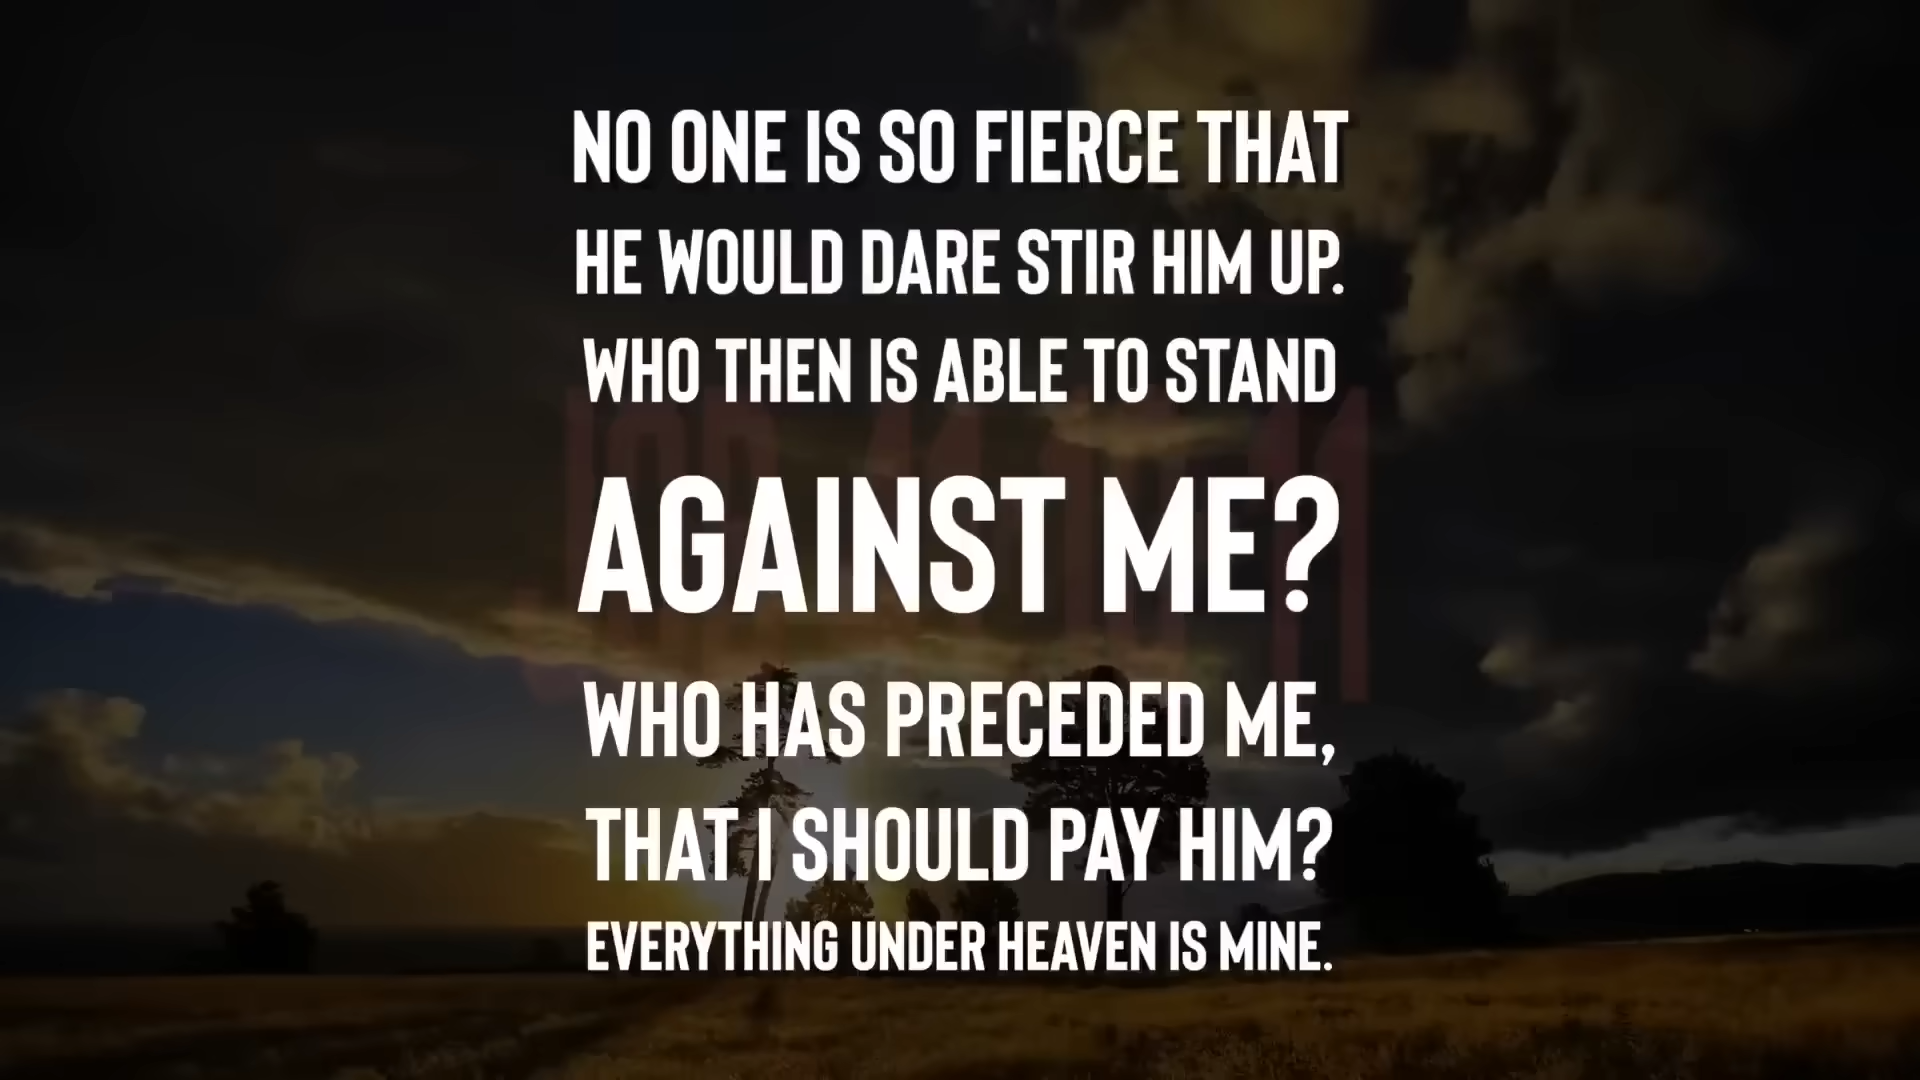 NO ONE IS SO FIERCE THAT
HE WOULD DARE STIR HIM UP.
WHO THEN IS ABLE TO STAND
AGAINST ME?
WHO HAS PRECEDED ME,
THAT I SHOULD PAY HIM?
EVERYTHING UNDER HEAVEN IS MINE.